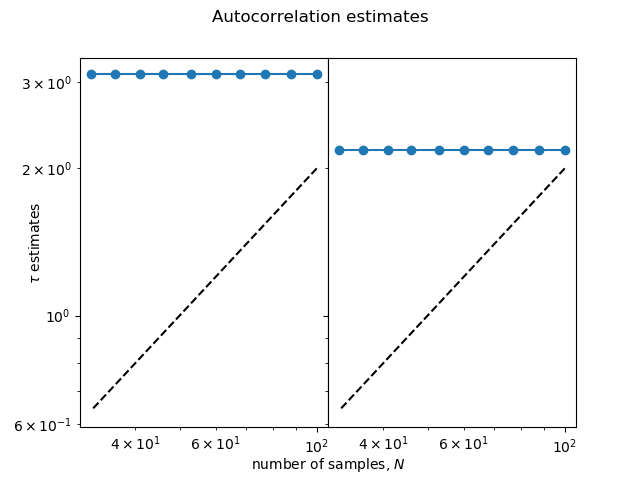 Autocorrelation estimates
τ estimates
3 × 10⁰
2 × 10⁰
10⁰
6 × 10⁻¹
4 × 10¹ 6 × 10¹ 10² 4 × 10¹ 6 × 10¹ 10²
number of samples, N